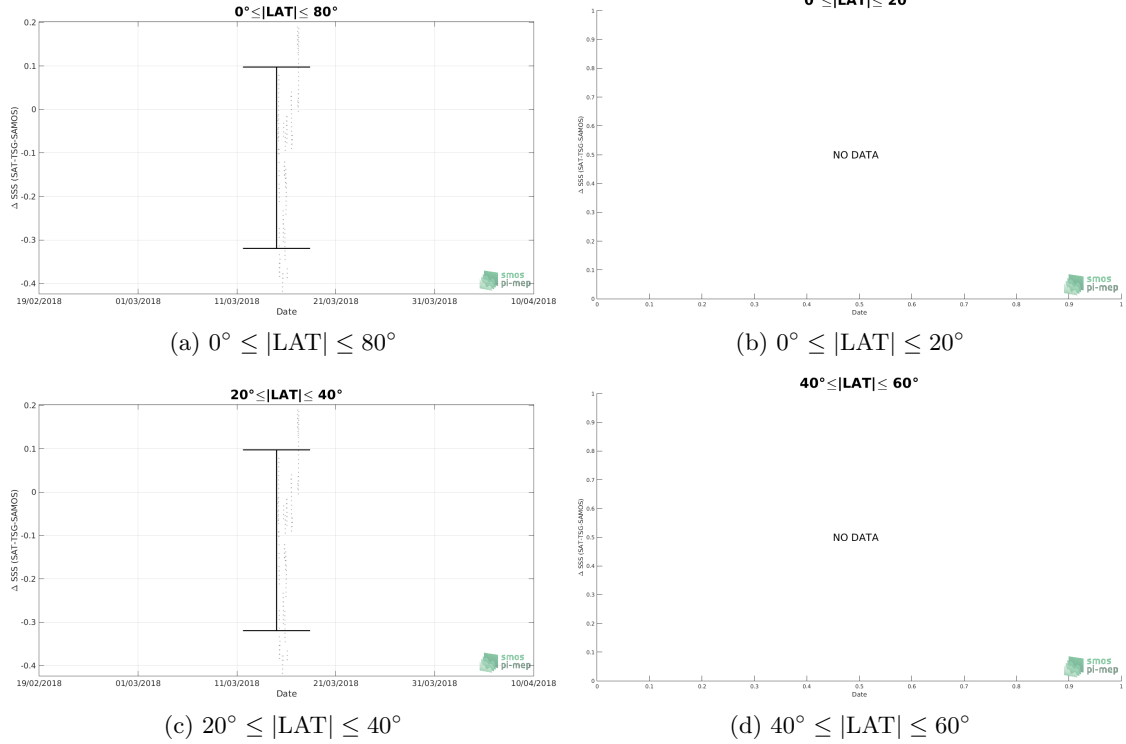 0°≤|LAT|≤ 80°
0.2
0.1
0
-0.1
-0.2
-0.3
-0.4
Δ SSS (SAT-TSG-SAMOS)
19/02/2018 01/03/2018 11/03/2018 21/03/2018 31/03/2018 10/04/2018
Date
smos
pi-mep
(a) 0° ≤ |LAT| ≤ 80°
0°≤|LAT|≤ 20°
1
0.9
0.8
0.7
0.6
0.5
0.4
0.3
0.2
0.1
0
Δ SSS (SAT-TSG-SAMOS)
NO DATA
0 0.1 0.2 0.3 0.4 0.5 0.6 0.7 0.8 0.9 1
Date
smos
pi-mep
(b) 0° ≤ |LAT| ≤ 20°
20°≤|LAT|≤ 40°
0.2
0.1
0
-0.1
-0.2
-0.3
-0.4
Δ SSS (SAT-TSG-SAMOS)
19/02/2018 01/03/2018 11/03/2018 21/03/2018 31/03/2018 10/04/2018
Date
smos
pi-mep
(c) 20° ≤ |LAT| ≤ 40°
40°≤|LAT|≤ 60°
1
0.9
0.8
0.7
0.6
0.5
0.4
0.3
0.2
0.1
0
Δ SSS (SAT-TSG-SAMOS)
NO DATA
0 0.1 0.2 0.3 0.4 0.5 0.6 0.7 0.8 0.9 1
Date
smos
pi-mep
(d) 40° ≤ |LAT| ≤ 60°